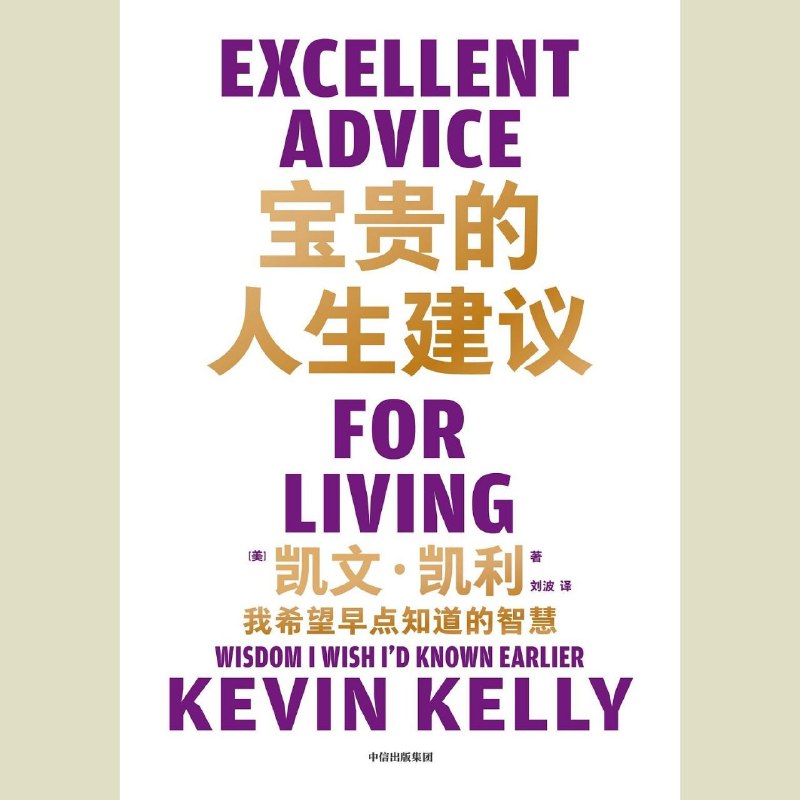 EXCELLENT
ADVICE
宝贵的
人生建议
FOR
LIVING
[美] 凯文·凯利 著
刘波 译
我希望早点知道的智慧
WISDOM I WISH I'D KNOWN EARLIER
KEVIN KELLY
中信出版集团